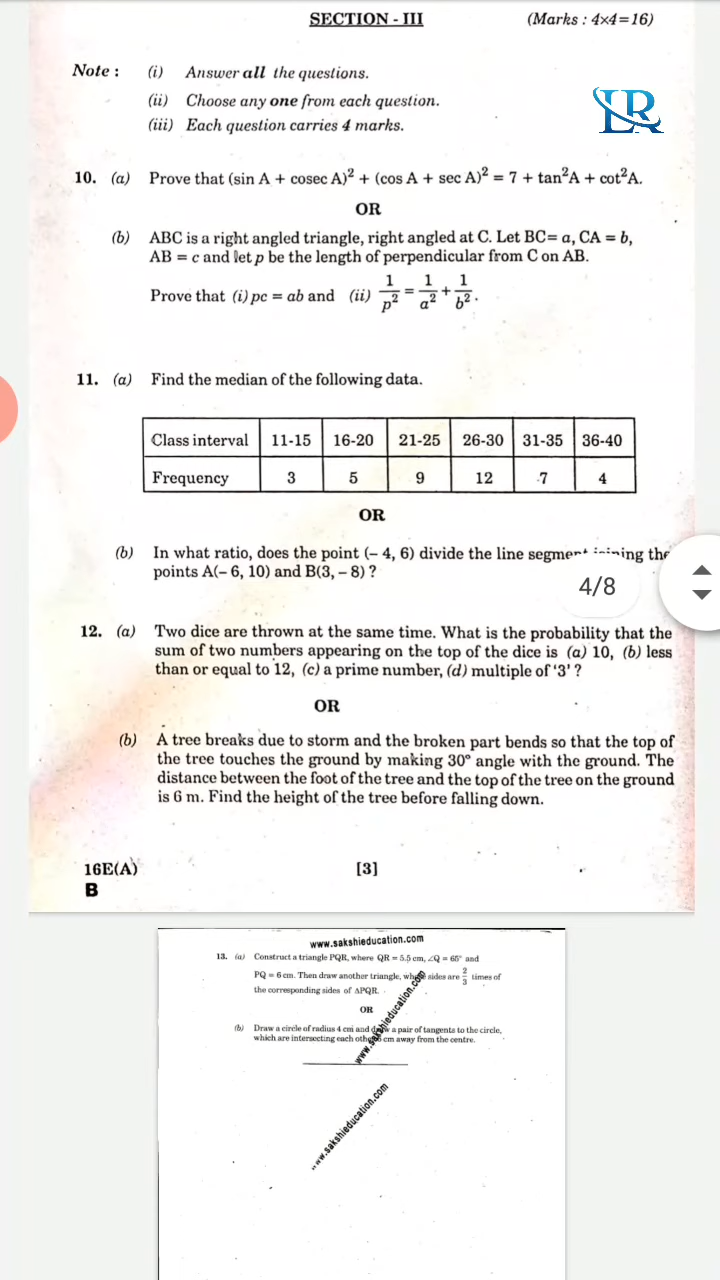 SECTION - III (Marks : 4×4=16)
Note : (i) Answer all the questions.
(ii) Choose any one from each question.
(iii) Each question carries 4 marks.
LR
10. (a) Prove that (sin A + cosec A)² + (cos A + sec A)² = 7 + tan²A + cot²A.
OR
(b) ABC is a right angled triangle, right angled at C. Let BC= a, CA = b,
AB = c and let p be the length of perpendicular from C on AB.
Prove that (i) pc = ab and (ii) 1/p² = 1/a² + 1/b².
11. (a) Find the median of the following data.
Class interval 11-15 16-20 21-25 26-30 31-35 36-40
Frequency 3 5 9 12 7 4
OR
(b) In what ratio, does the point (– 4, 6) divide the line segment the
points A(– 6, 10) and B(3, – 8) ?
4/8
12. (a) Two dice are thrown at the same time. What is the probability that the
sum of two numbers appearing on the top of the dice is (a) 10, (b) less
than or equal to 12, (c) a prime number, (d) multiple of ‘3’ ?
OR
(b) A tree breaks due to storm and the broken part bends so that the top of
the tree touches the ground by making 30° angle with the ground. The
distance between the foot of the tree and the top of the tree on the ground
is 6 m. Find the height of the tree before falling down.
16E(A) [3]
B
www.sakshieducation.com
13. (a) Construct a triangle PQR, where QR = 5.5 cm, ∠Q = 65° and
PQ = 6 cm. Then draw another triangle, whose sides are 2/3 times of
the corresponding sides of ΔPQR.
OR
(b) Draw a circle of radius 4 cm and draw a pair of tangents to the circle,
which are intersecting each other cm away from the centre.
www.sakshieducation.com
www.sakshieducation.com